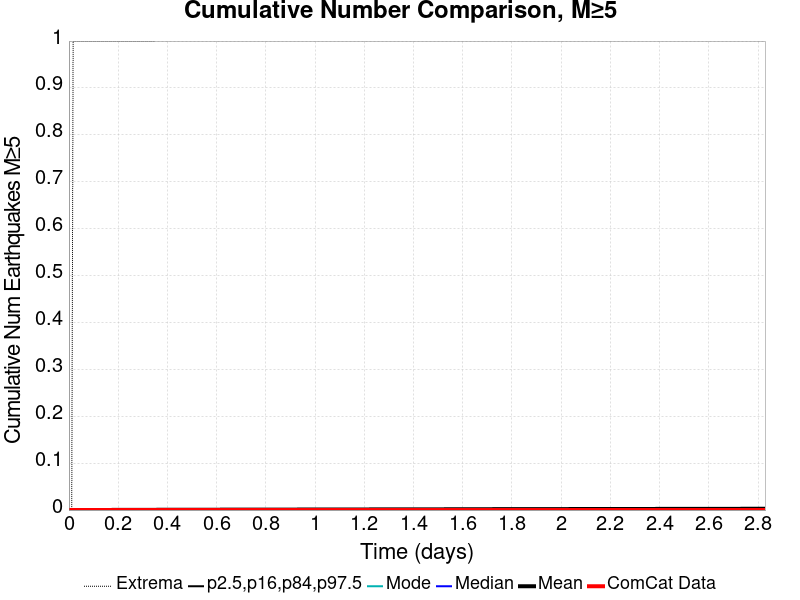 Cumulative Number Comparison, M≥5
Cumulative Num Earthquakes M≥5
1
0.9
0.8
0.7
0.6
0.5
0.4
0.3
0.2
0.1
0
0 0.2 0.4 0.6 0.8 1 1.2 1.4 1.6 1.8 2 2.2 2.4 2.6 2.8
Time (days)
Extrema p2.5,p16,p84,p97.5 Mode Median Mean ComCat Data